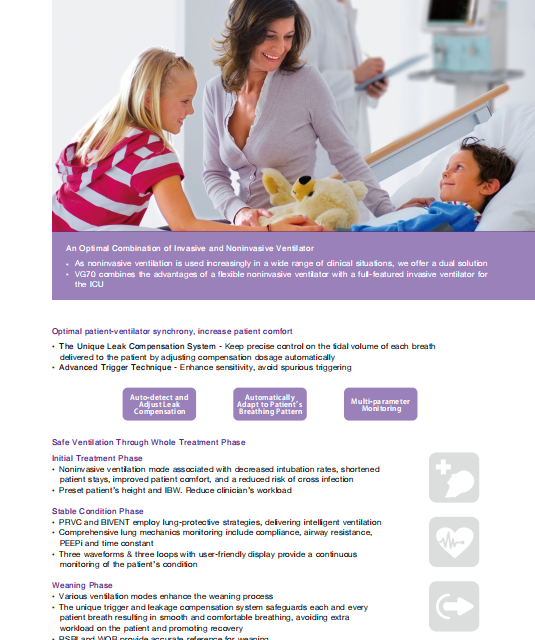 An Optimal Combination of Invasive and Noninvasive Ventilator
• As noninvasive ventilation is used increasingly in a wide range of clinical situations, we offer a dual solution
• VG70 combines the advantages of a flexible noninvasive ventilator with a full-featured invasive ventilator for
the ICU
Optimal patient-ventilator synchrony, increase patient comfort
• The Unique Leak Compensation System - Keep precise control on the tidal volume of each breath
delivered to the patient by adjusting compensation dosage automatically
• Advanced Trigger Technique - Enhance sensitivity, avoid spurious triggering
Auto-detect and
Adjust Leak
Compensation
Automatically
Adapt to Patient's
Breathing Pattern
Multi-parameter
Monitoring
Safe Ventilation Through Whole Treatment Phase
Initial Treatment Phase
• Noninvasive ventilation mode associated with decreased intubation rates, shortened
patient stays, improved patient comfort, and a reduced risk of cross infection
• Preset patient's height and IBW. Reduce clinician's workload
Stable Condition Phase
• PRVC and BIVENT employ lung-protective strategies, delivering intelligent ventilation
• Comprehensive lung mechanics monitoring include compliance, airway resistance,
PEEPi and time constant
• Three waveforms & three loops with user-friendly display provide a continuous
monitoring of the patient's condition
Weaning Phase
• Various ventilation modes enhance the weaning process
• The unique trigger and leakage compensation system safeguards each and every
patient breath resulting in smooth and comfortable breathing, avoiding extra
workload on the patient and promoting recovery
• RSBI and WOB provide accurate reference for weaning